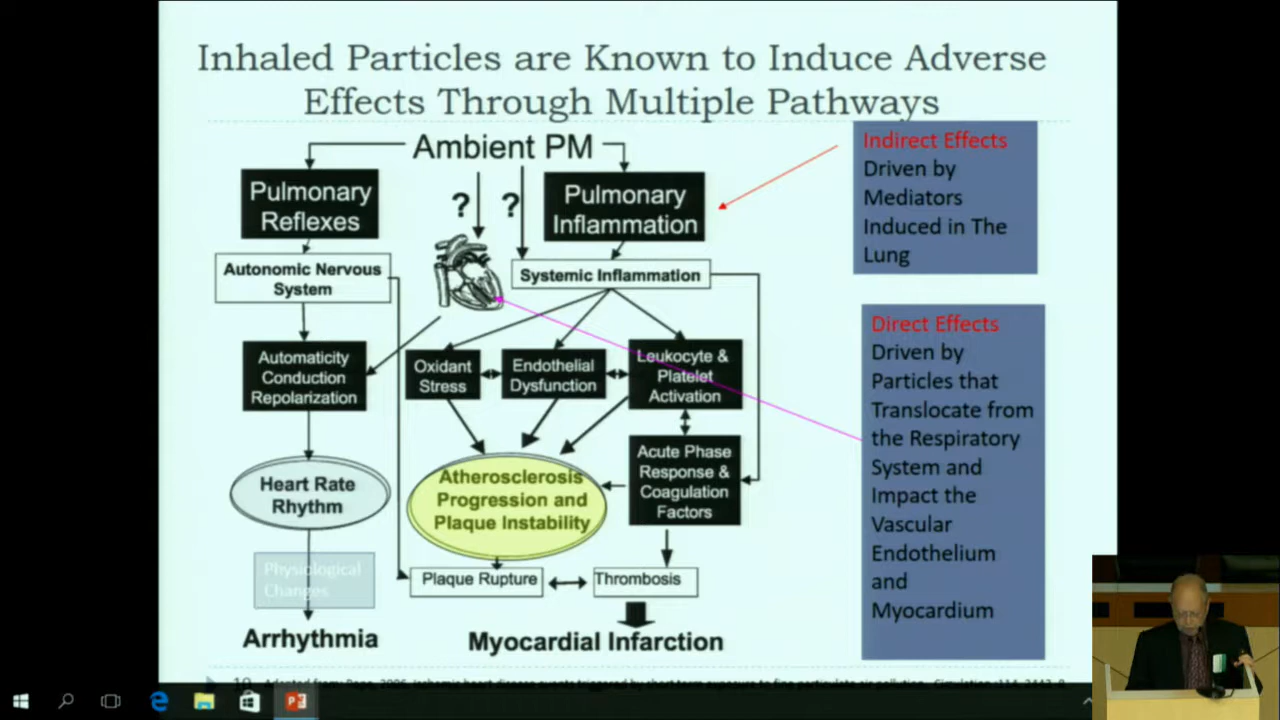 Inhaled Particles are Known to Induce Adverse
Effects Through Multiple Pathways
Ambient PM
Pulmonary
Reflexes
?
?
Pulmonary
Inflammation
Autonomic Nervous
System
Systemic Inflammation
Automaticity
Conduction
Repolarization
Oxidant
Stress
Endothelial
Dysfunction
Leukocyte &
Platelet
Activation
Heart Rate
Rhythm
Atherosclerosis
Progression and
Plaque Instability
Acute Phase
Response &
Coagulation
Factors
Physiological
Changes
Plaque Rupture
Thrombosis
Arrhythmia
Myocardial Infarction
Indirect Effects
Driven by
Mediators
Induced in The
Lung
Direct Effects
Driven by
Particles that
Translocate from
the Respiratory
System and
Impact the
Vascular
Endothelium
and
Myocardium